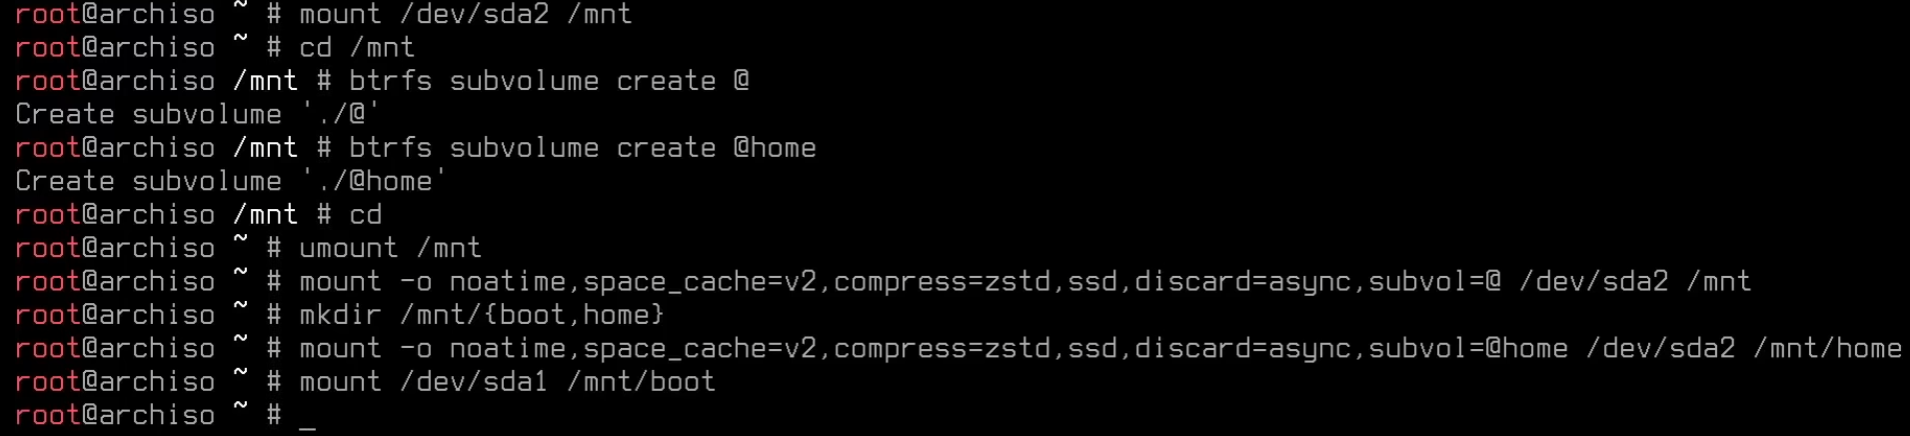 root@archiso ~ # mount /dev/sda2 /mnt
root@archiso ~ # cd /mnt
root@archiso /mnt # btrfs subvolume create @
Create subvolume './@'
root@archiso /mnt # btrfs subvolume create @home
Create subvolume './@home'
root@archiso /mnt # cd
root@archiso ~ # umount /mnt
root@archiso ~ # mount -o noatime,space_cache=v2,compress=zstd,ssd,discard=async,subvol=@ /dev/sda2 /mnt
root@archiso ~ # mkdir /mnt/{boot,home}
root@archiso ~ # mount -o noatime,space_cache=v2,compress=zstd,ssd,discard=async,subvol=@home /dev/sda2 /mnt/home
root@archiso ~ # mount /dev/sda1 /mnt/boot
root@archiso ~ # _